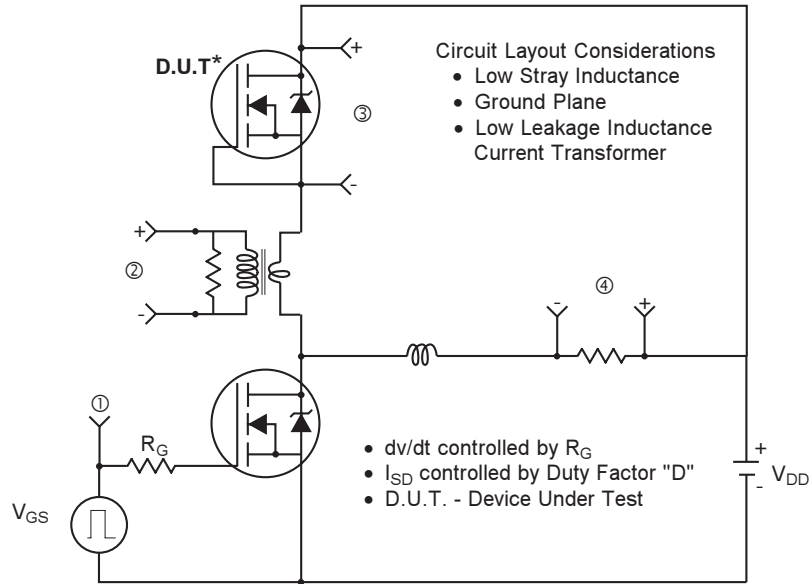 D.U.T*
+
③
-
Circuit Layout Considerations
• Low Stray Inductance
• Ground Plane
• Low Leakage Inductance
Current Transformer
+
②
-
④
- +
①
R_G
V_GS
• dv/dt controlled by R_G
• I_SD controlled by Duty Factor "D"
• D.U.T. - Device Under Test
+
V_DD
-